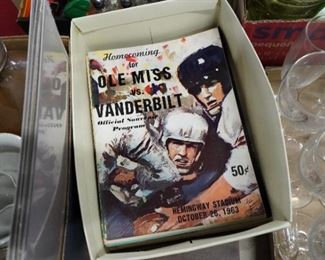 Homecoming
for
OLE MISS
vs.
VANDERBILT
Official Souvenir
Program
50¢
HEMINGWAY STADIUM
OCTOBER 26, 1963